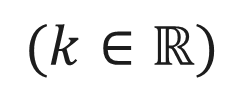 (k ∈ ℝ)